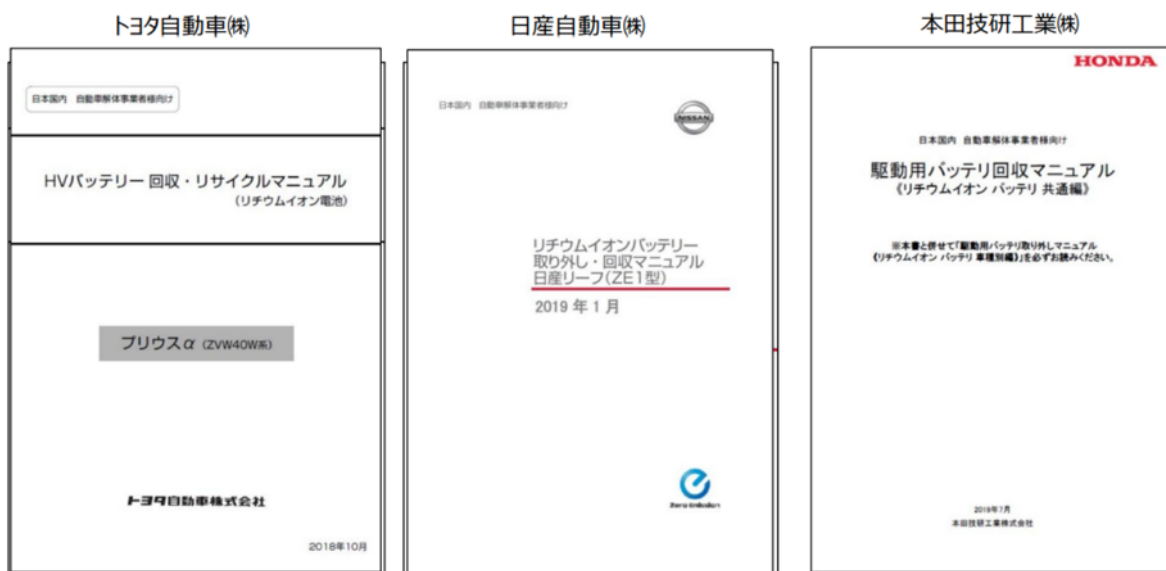 トヨタ自動車㈱
日本国内 自動車解体事業者様向け
HVバッテリー 回収・リサイクルマニュアル
(リチウムイオン電池)
プリウスα (ZVW40W系)
トヨタ自動車株式会社
2018年10月
日産自動車㈱
日本国内 自動車解体事業者様向け
NISSAN
リチウムイオンバッテリー
取り外し・回収マニュアル
日産リーフ(ZE1型)
2019 年 1 月
Zero Emission
本田技研工業㈱
HONDA
日本国内 自動車解体事業者様向け
駆動用バッテリ回収マニュアル
《リチウムイオン バッテリ 共通編》
※本書と併せて「駆動用バッテリ取り外しマニュアル
《リチウムイオン バッテリ 車種別編》」を必ずお読みください。
2019年7月
本田技研工業株式会社